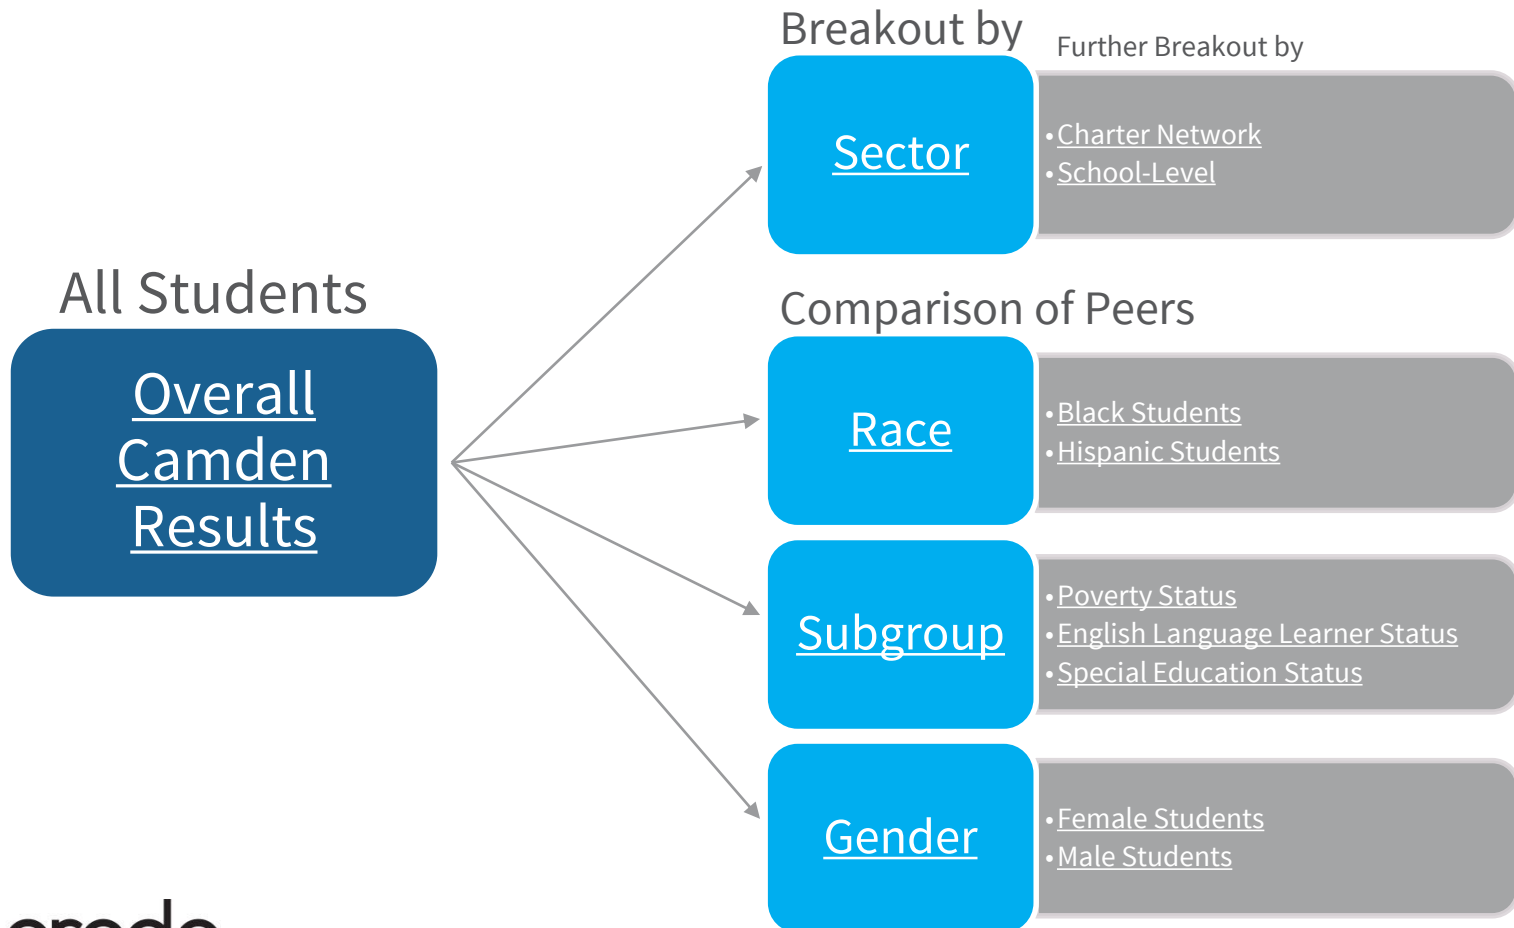 All Students
Overall
Camden
Results
Breakout by
Further Breakout by
Sector
•Charter Network
•School-Level
Comparison of Peers
Race
•Black Students
•Hispanic Students
Subgroup
•Poverty Status
•English Language Learner Status
•Special Education Status
Gender
•Female Students
•Male Students
credo